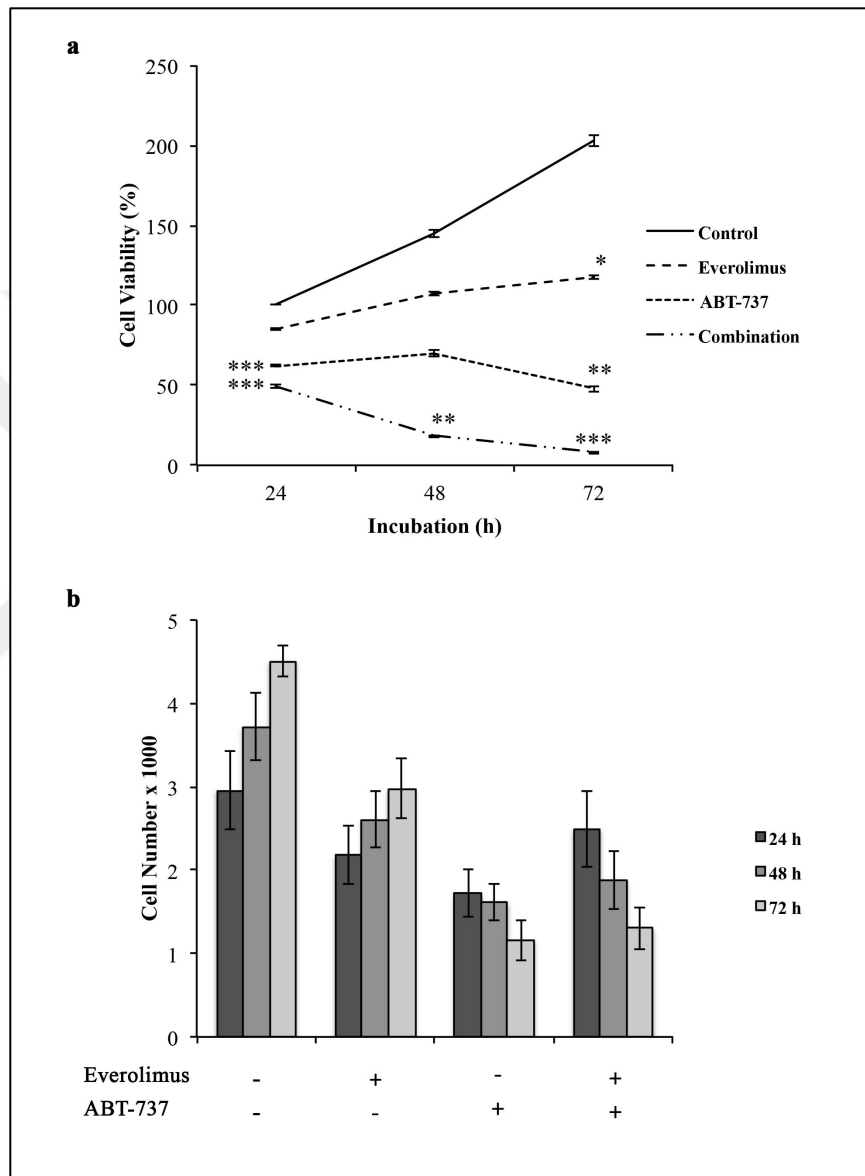 a
250
200
150
100
50
0
Cell Viability (%)
*
***
***
**
**
***
24 48 72
Incubation (h)
Control
Everolimus
ABT-737
Combination
b
5
4
3
2
1
0
Cell Number x 1000
24 h
48 h
72 h
Everolimus - + - +
ABT-737 - - + +